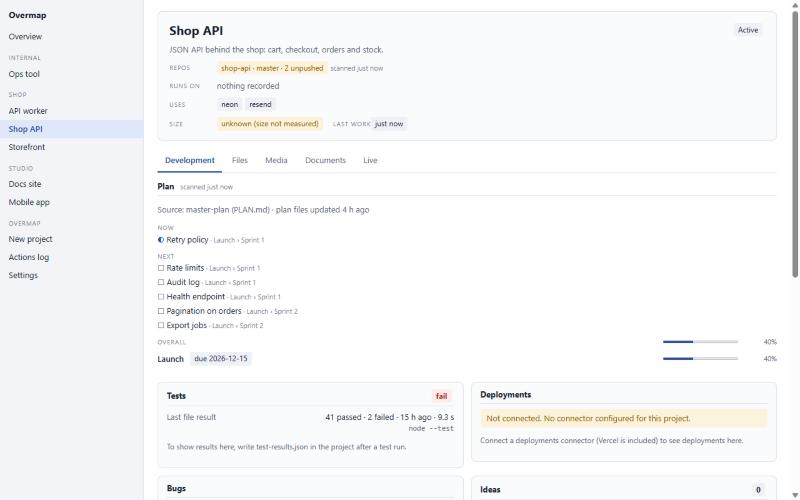 Overmap
Overview
INTERNAL
Ops tool
SHOP
API worker
Shop API
Storefront
STUDIO
Docs site
Mobile app
OVERMAP
New project
Actions log
Settings
Shop API
Active
JSON API behind the shop: cart, checkout, orders and stock.
REPOS shop-api · master · 2 unpushed scanned just now
RUNS ON nothing recorded
USES neon resend
SIZE unknown (size not measured) LAST WORK just now
Development Files Media Documents Live
Plan scanned just now
Source: master-plan (PLAN.md) · plan files updated 4 h ago
NOW
Retry policy · Launch › Sprint 1
NEXT
Rate limits · Launch › Sprint 1
Audit log · Launch › Sprint 1
Health endpoint · Launch › Sprint 1
Pagination on orders · Launch › Sprint 2
Export jobs · Launch › Sprint 2
OVERALL 40%
Launch due 2026-12-15 40%
Tests fail
Last file result 41 passed · 2 failed · 15 h ago · 9.3 s
node --test
To show results here, write test-results.json in the project after a test run.
Deployments
Not connected. No connector configured for this project.
Connect a deployments connector (Vercel is included) to see deployments here.
Bugs
Ideas 0